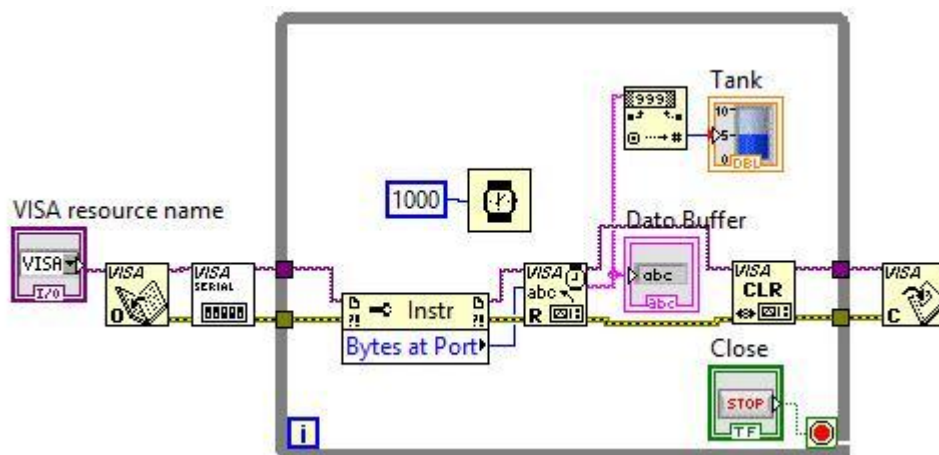 Tank
999
10
5
0
DBL
1000
VISA resource name
Dato Buffer
VISA
I/O
VISA
O
VISA
SERIAL
Instr
Bytes at Port
VISA
abc
R
abc
abc
VISA
CLR
C
Close
STOP
TF
i